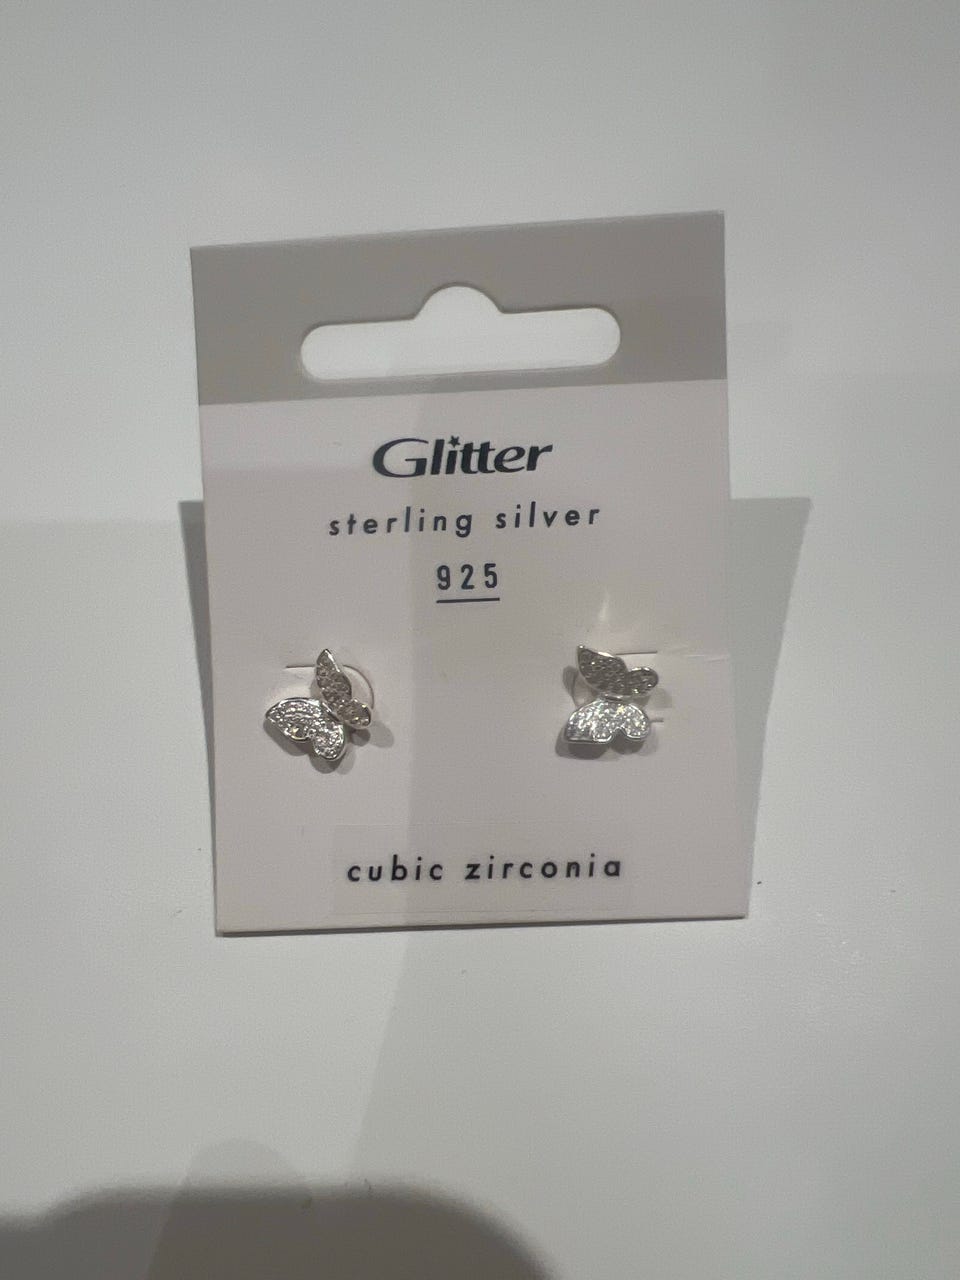 Glitter
sterling silver
925
cubic zirconia